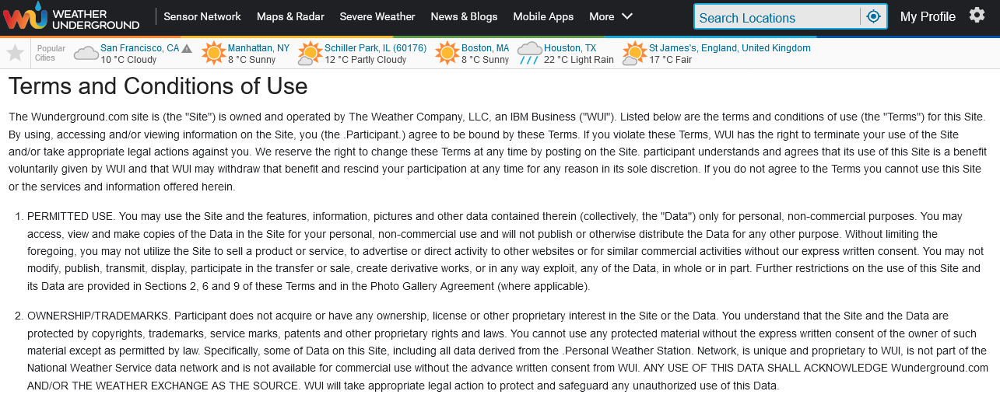 WEATHER UNDERGROUND
Sensor Network Maps & Radar Severe Weather News & Blogs Mobile Apps More Search Locations My Profile
Popular Cities
San Francisco, CA Manhattan, NY Schiller Park, IL (60176) Boston, MA Houston, TX St James's, England, United Kingdom
10 °C Cloudy 8 °C Sunny 12 °C Partly Cloudy 8 °C Sunny 22 °C Light Rain 17 °C Fair
Terms and Conditions of Use
The Wunderground.com site is (the "Site") is owned and operated by The Weather Company, LLC, an IBM Business ("WUI"). Listed below are the terms and conditions of use (the "Terms") for this Site.
By using, accessing and/or viewing information on the Site, you (the .Participant.) agree to be bound by these Terms. If you violate these Terms, WUI has the right to terminate your use of the Site
and/or take appropriate legal actions against you. We reserve the right to change these Terms at any time by posting on the Site. participant understands and agrees that its use of this Site is a benefit
voluntarily given by WUI and that WUI may withdraw that benefit and rescind your participation at any time for any reason in its sole discretion. If you do not agree to the Terms you cannot use this Site
or the services and information offered herein.
1. PERMITTED USE. You may use the Site and the features, information, pictures and other data contained therein (collectively, the "Data") only for personal, non-commercial purposes. You may
access, view and make copies of the Data in the Site for your personal, non-commercial use and will not publish or otherwise distribute the Data for any other purpose. Without limiting the
foregoing, you may not utilize the Site to sell a product or service, to advertise or direct activity to other websites or for similar commercial activities without our express written consent. You may not
modify, publish, transmit, display, participate in the transfer or sale, create derivative works, or in any way exploit, any of the Data, in whole or in part. Further restrictions on the use of this Site and
its Data are provided in Sections 2, 6 and 9 of these Terms and in the Photo Gallery Agreement (where applicable).
2. OWNERSHIP/TRADEMARKS. Participant does not acquire or have any ownership, license or other proprietary interest in the Site or the Data. You understand that the Site and the Data are
protected by copyrights, trademarks, service marks, patents and other proprietary rights and laws. You cannot use any protected material without the express written consent of the owner of such
material except as permitted by law. Specifically, some of Data on this Site, including all data derived from the .Personal Weather Station. Network, is unique and proprietary to WUI, is not part of the
National Weather Service data network and is not available for commercial use without the advance written consent from WUI. ANY USE OF THIS DATA SHALL ACKNOWLEDGE Wunderground.com
AND/OR THE WEATHER EXCHANGE AS THE SOURCE. WUI will take appropriate legal action to protect and safeguard any unauthorized use of this Data.